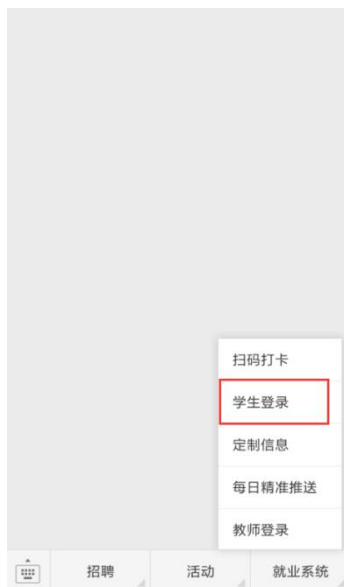 扫码打卡
学生登录
定制信息
每日精准推送
教师登录
招聘
活动
就业系统